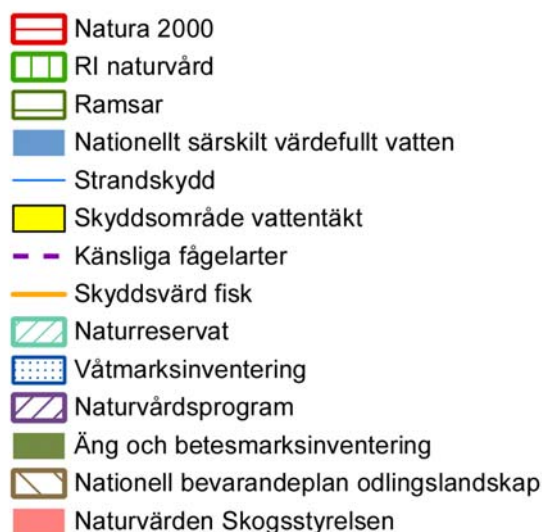 Natura 2000
RI naturvård
Ramsar
Nationellt särskilt värdefullt vatten
Strandskydd
Skyddsområde vattentäkt
Känsliga fågelarter
Skyddsvärd fisk
Naturreservat
Våtmarksinventering
Naturvårdsprogram
Äng och betesmarksinventering
Nationell bevarandeplan odlingslandskap
Naturvärden Skogsstyrelsen